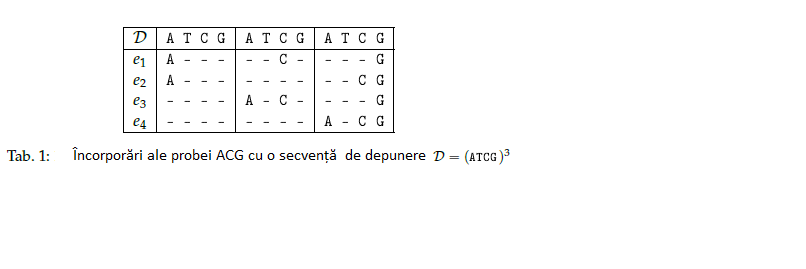 𝒟 A T C G A T C G A T C G
e₁ A - - - - - C - - - - G
e₂ A - - - - - - - - - C G
e₃ - - - - A - C - - - - G
e₄ - - - - - - - - A - C G
Tab. 1: Încorporări ale probei ACG cu o secvență de depunere 𝒟 = (ATCG)³